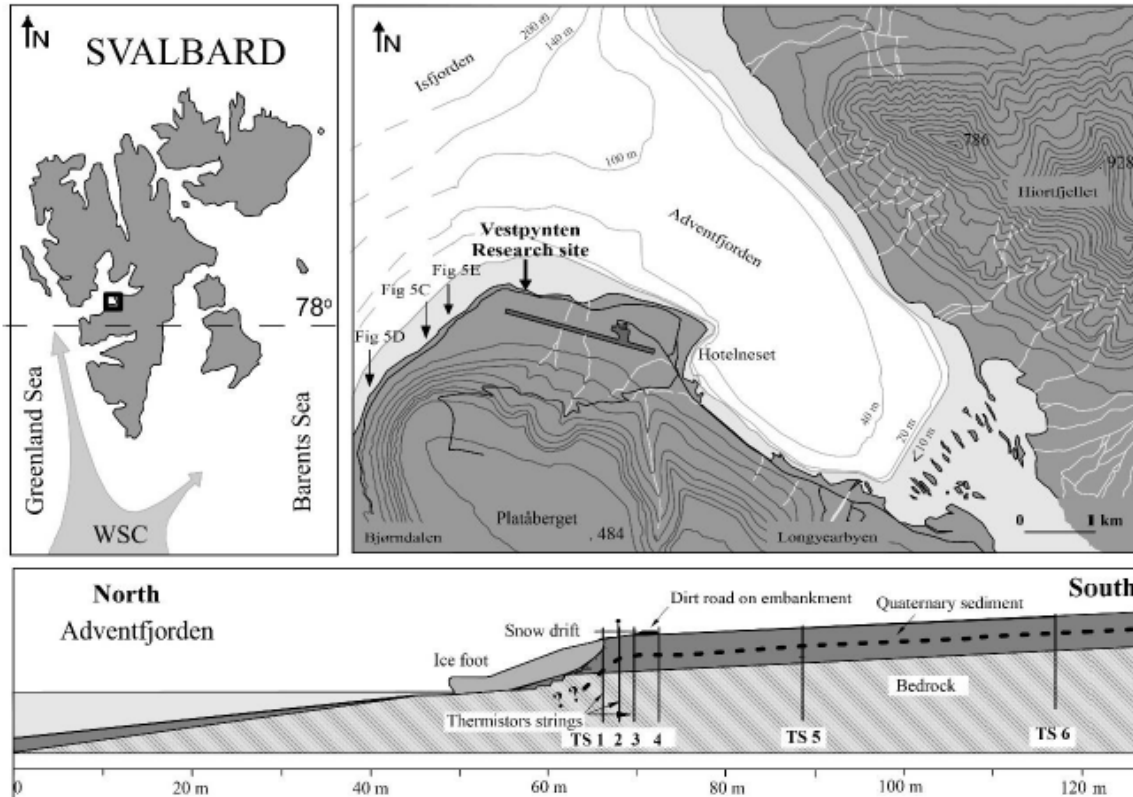 N
SVALBARD
78°
Greenland Sea
Barents Sea
WSC
N
Isfjorden
200 m
140 m
100 m
Adventfjorden
Vestpynten
Research site
Fig 5E
Fig 5C
Fig 5D
Hotelneset
786
928
Hiortfjellet
40 m
20 m
<10 m
Platåberget
. 484
Bjørndalen
Longyearbyen
0 1 km
North
Adventfjorden
South
Dirt road on embankment
Quaternary sediment
Snow drift
Ice foot
Bedrock
? ?
Thermistors strings
TS 1 2 3 4 TS 5 TS 6
0 20 m 40 m 60 m 80 m 100 m 120 m